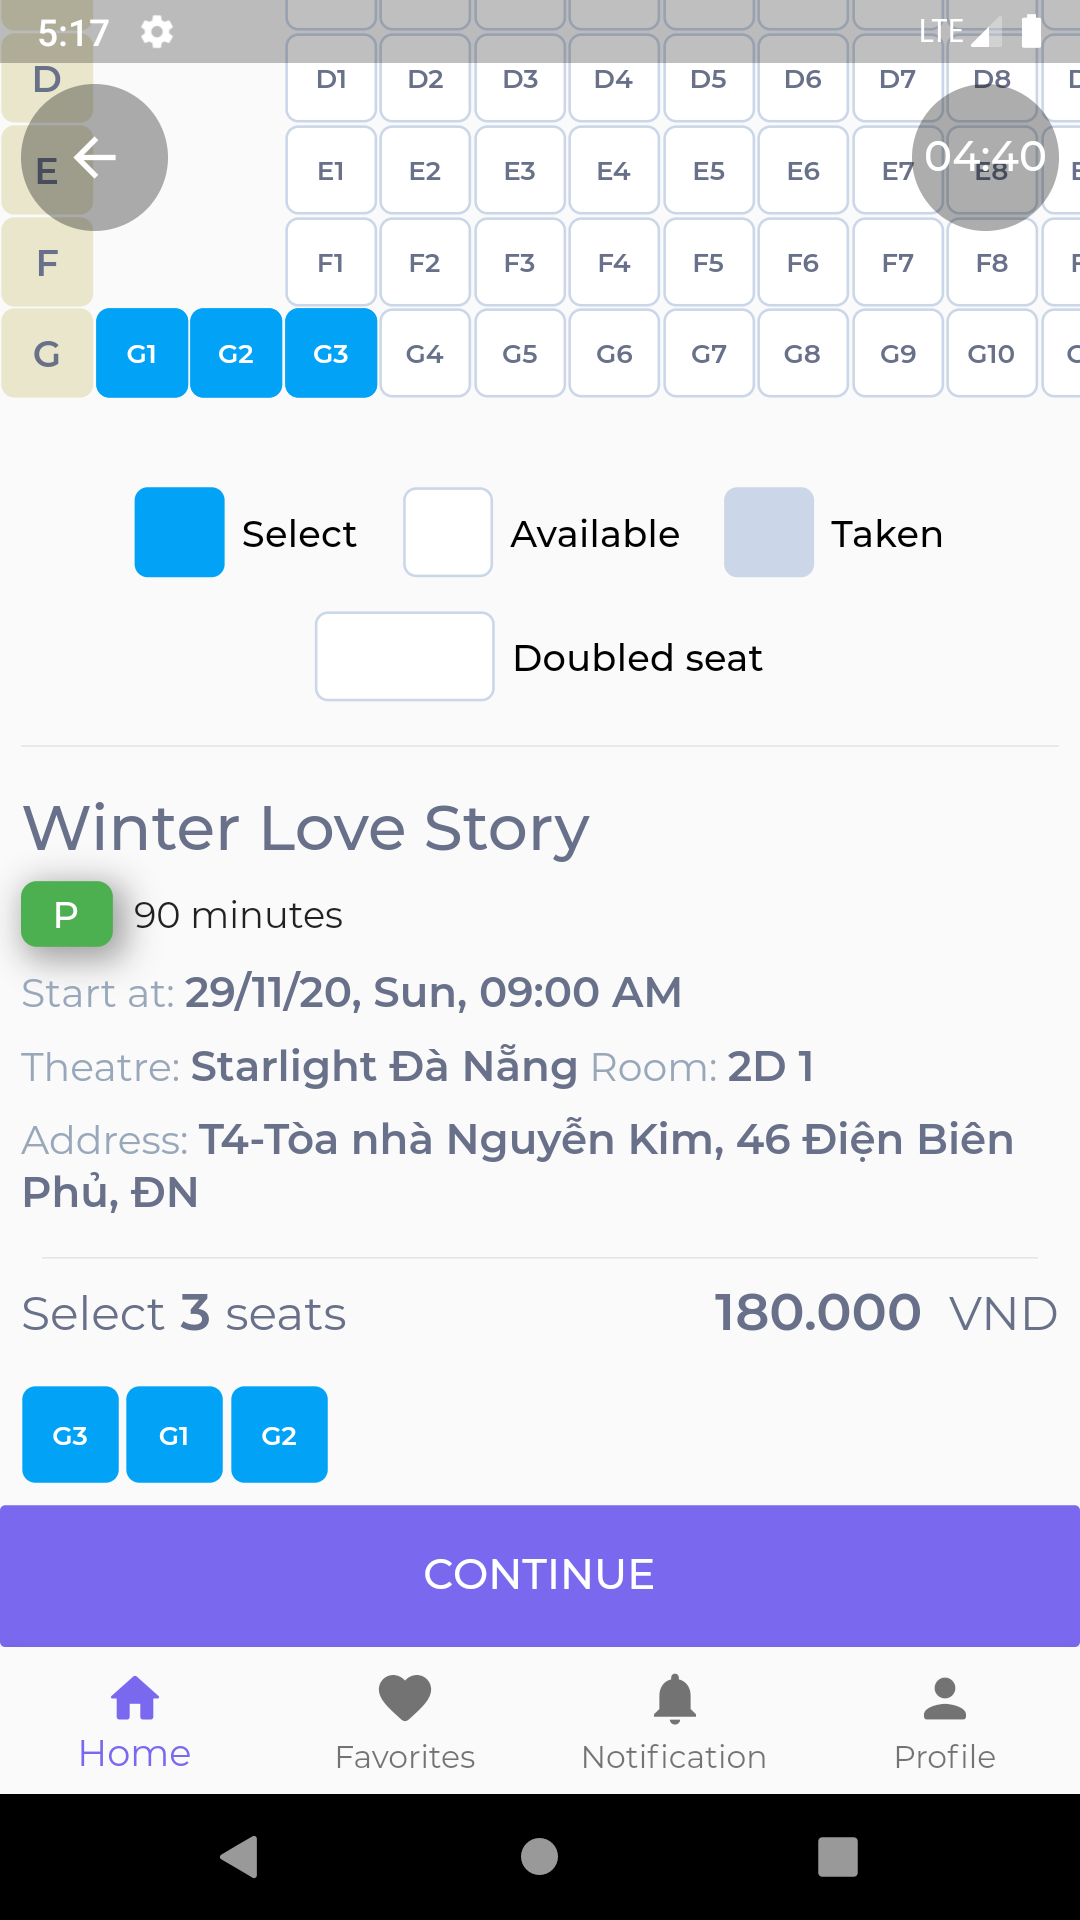 5:17 LTE
D D1 D2 D3 D4 D5 D6 D7 D8
04:40
E E1 E2 E3 E4 E5 E6 E7 E8
F F1 F2 F3 F4 F5 F6 F7 F8
G G1 G2 G3 G4 G5 G6 G7 G8 G9 G10
Select Available Taken
Doubled seat
Winter Love Story
P 90 minutes
Start at: 29/11/20, Sun, 09:00 AM
Theatre: Starlight Đà Nẵng Room: 2D 1
Address: T4-Tòa nhà Nguyễn Kim, 46 Điện Biên
Phủ, ĐN
Select 3 seats 180.000 VND
G3 G1 G2
CONTINUE
Home Favorites Notification Profile